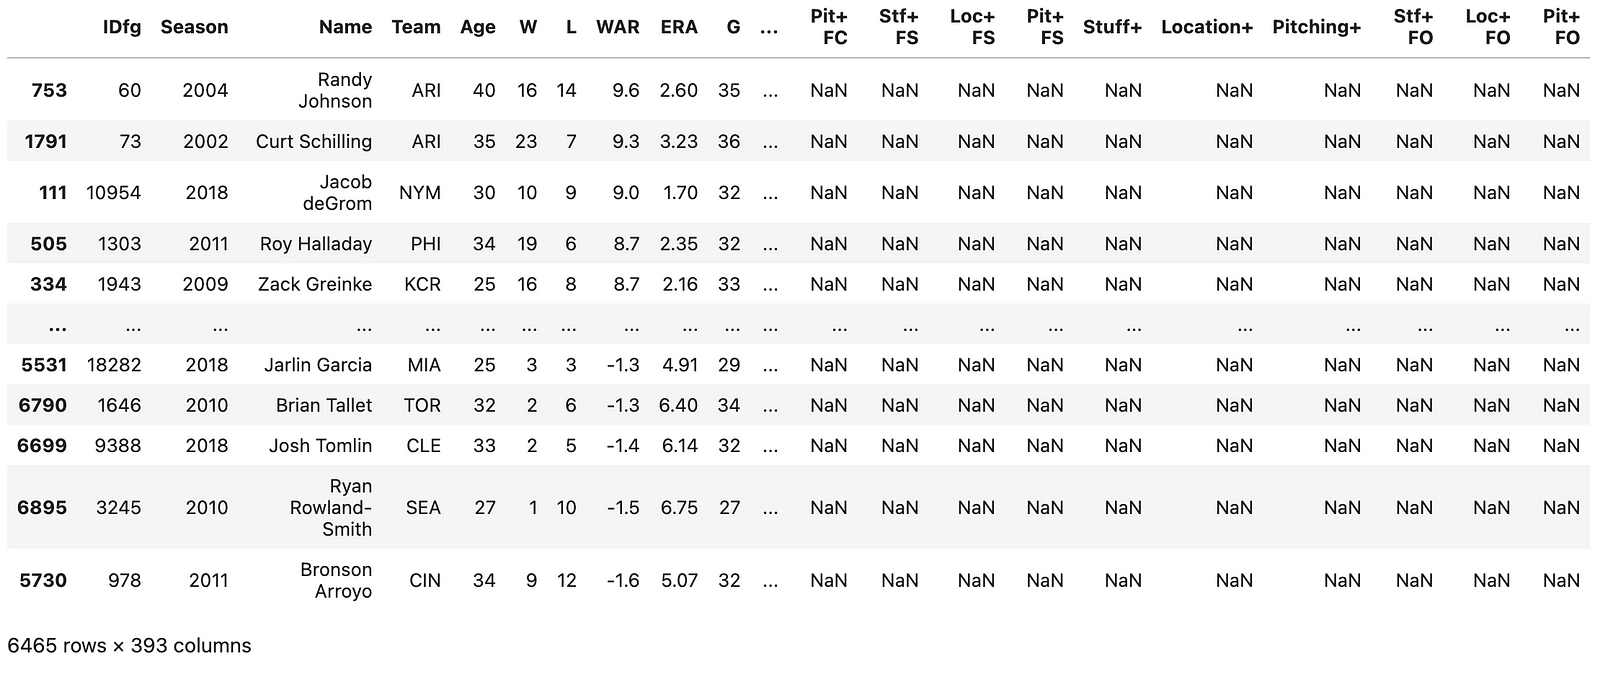 IDfg Season Name Team Age W L WAR ERA G ... Pit+ FC Stf+ FS Loc+ FS Pit+ FS Stuff+ Location+ Pitching+ Stf+ FO Loc+ FO Pit+ FO
753 60 2004 Randy Johnson ARI 40 16 14 9.6 2.60 35 ... NaN NaN NaN NaN NaN NaN NaN NaN NaN NaN
1791 73 2002 Curt Schilling ARI 35 23 7 9.3 3.23 36 ... NaN NaN NaN NaN NaN NaN NaN NaN NaN NaN
111 10954 2018 Jacob deGrom NYM 30 10 9 9.0 1.70 32 ... NaN NaN NaN NaN NaN NaN NaN NaN NaN NaN
505 1303 2011 Roy Halladay PHI 34 19 6 8.7 2.35 32 ... NaN NaN NaN NaN NaN NaN NaN NaN NaN NaN
334 1943 2009 Zack Greinke KCR 25 16 8 8.7 2.16 33 ... NaN NaN NaN NaN NaN NaN NaN NaN NaN NaN
... ... ... ... ... ... ... ... ... ... ... ... ... ... ... ... ... ... ... ... ... ...
5531 18282 2018 Jarlin Garcia MIA 25 3 3 -1.3 4.91 29 ... NaN NaN NaN NaN NaN NaN NaN NaN NaN NaN
6790 1646 2010 Brian Tallet TOR 32 2 6 -1.3 6.40 34 ... NaN NaN NaN NaN NaN NaN NaN NaN NaN NaN
6699 9388 2018 Josh Tomlin CLE 33 2 5 -1.4 6.14 32 ... NaN NaN NaN NaN NaN NaN NaN NaN NaN NaN
6895 3245 2010 Ryan Rowland-Smith SEA 27 1 10 -1.5 6.75 27 ... NaN NaN NaN NaN NaN NaN NaN NaN NaN NaN
5730 978 2011 Bronson Arroyo CIN 34 9 12 -1.6 5.07 32 ... NaN NaN NaN NaN NaN NaN NaN NaN NaN NaN
6465 rows × 393 columns